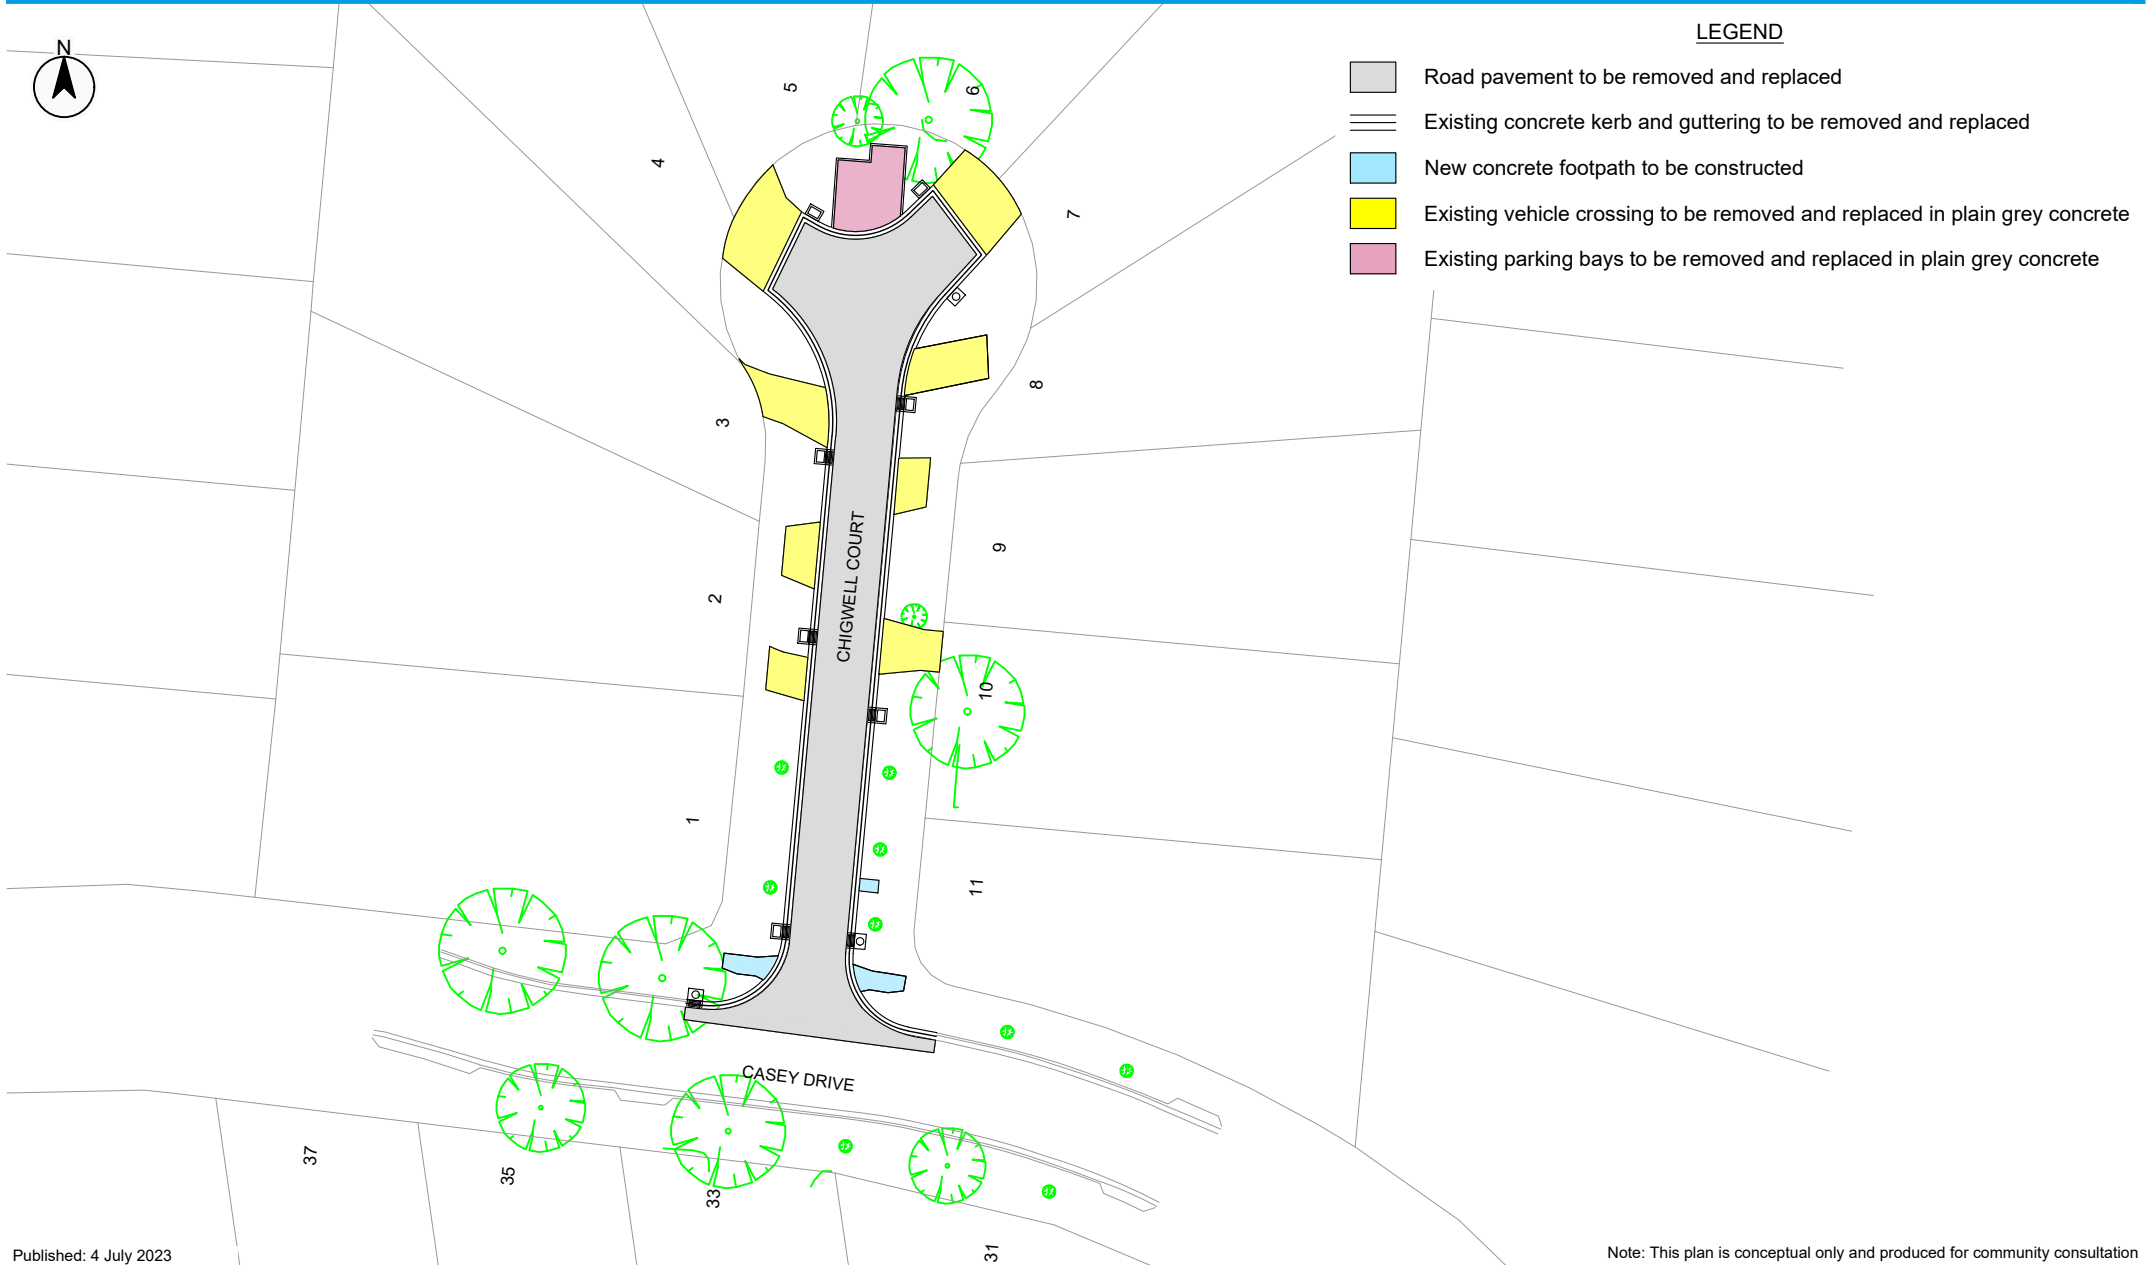 LEGEND
Road pavement to be removed and replaced
Existing concrete kerb and guttering to be removed and replaced
New concrete footpath to be constructed
Existing vehicle crossing to be removed and replaced in plain grey concrete
Existing parking bays to be removed and replaced in plain grey concrete
N
5
6
4
7
3
8
2
9
CHIGWELL COURT
10
1
11
CASEY DRIVE
37
35
33
31
Published: 4 July 2023
Note: This plan is conceptual only and produced for community consultation